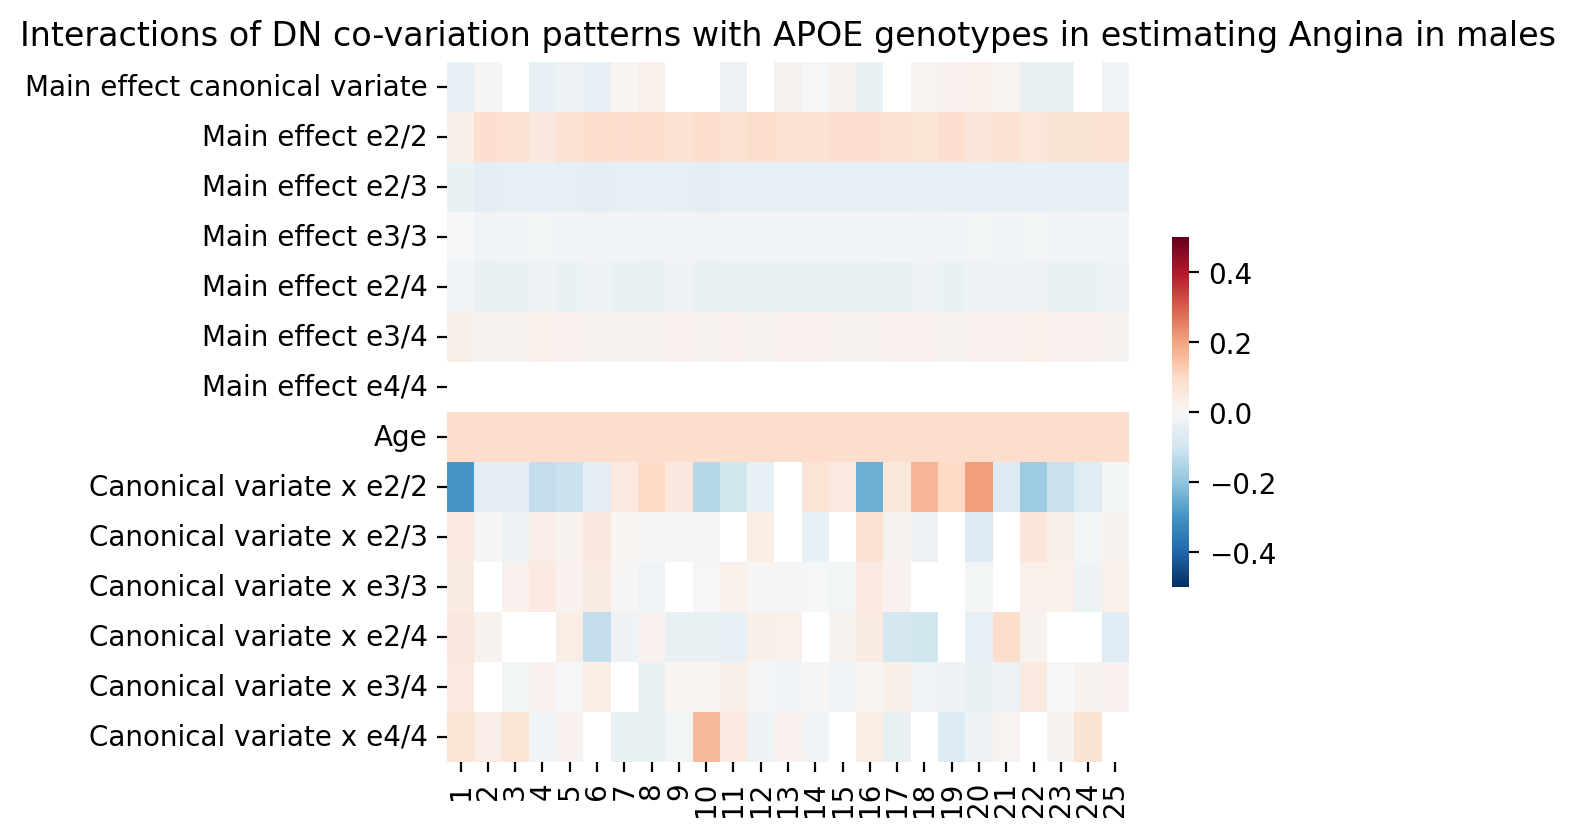 Interactions of DN co-variation patterns with APOE genotypes in estimating Angina in males
Main effect canonical variate
Main effect e2/2
Main effect e2/3
Main effect e3/3
Main effect e2/4
Main effect e3/4
Main effect e4/4
Age
Canonical variate x e2/2
Canonical variate x e2/3
Canonical variate x e3/3
Canonical variate x e2/4
Canonical variate x e3/4
Canonical variate x e4/4
1 2 3 4 5 6 7 8 9 10 11 12 13 14 15 16 17 18 19 20 21 22 23 24 25
0.4
0.2
0.0
−0.2
−0.4